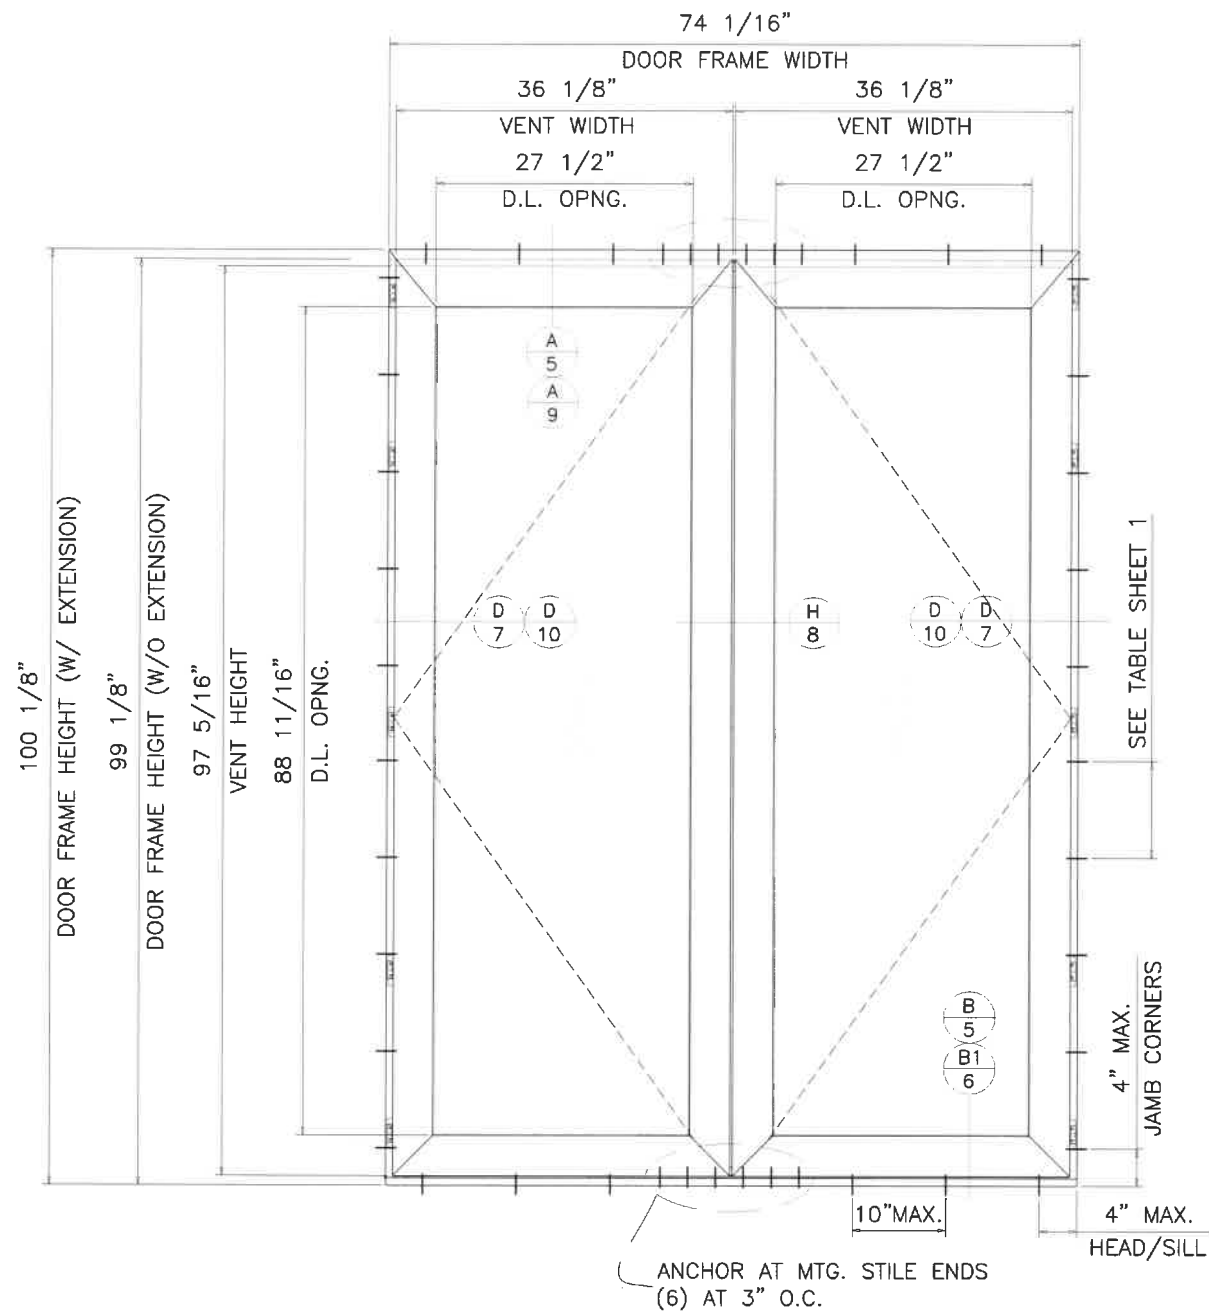 74 1/16"
DOOR FRAME WIDTH
36 1/8"
VENT WIDTH
36 1/8"
VENT WIDTH
27 1/2"
D.L. OPNG.
27 1/2"
D.L. OPNG.
A
5
A
9
100 1/8"
DOOR FRAME HEIGHT (W/ EXTENSION)
99 1/8"
DOOR FRAME HEIGHT (W/O EXTENSION)
97 5/16"
VENT HEIGHT
88 11/16"
D.L. OPNG.
D
7
D
10
H
8
D
10
D
7
SEE TABLE SHEET 1
B
5
B1
6
4" MAX.
JAMB CORNERS
10"MAX.
4" MAX.
HEAD/SILL
ANCHOR AT MTG. STILE ENDS
(6) AT 3" O.C.